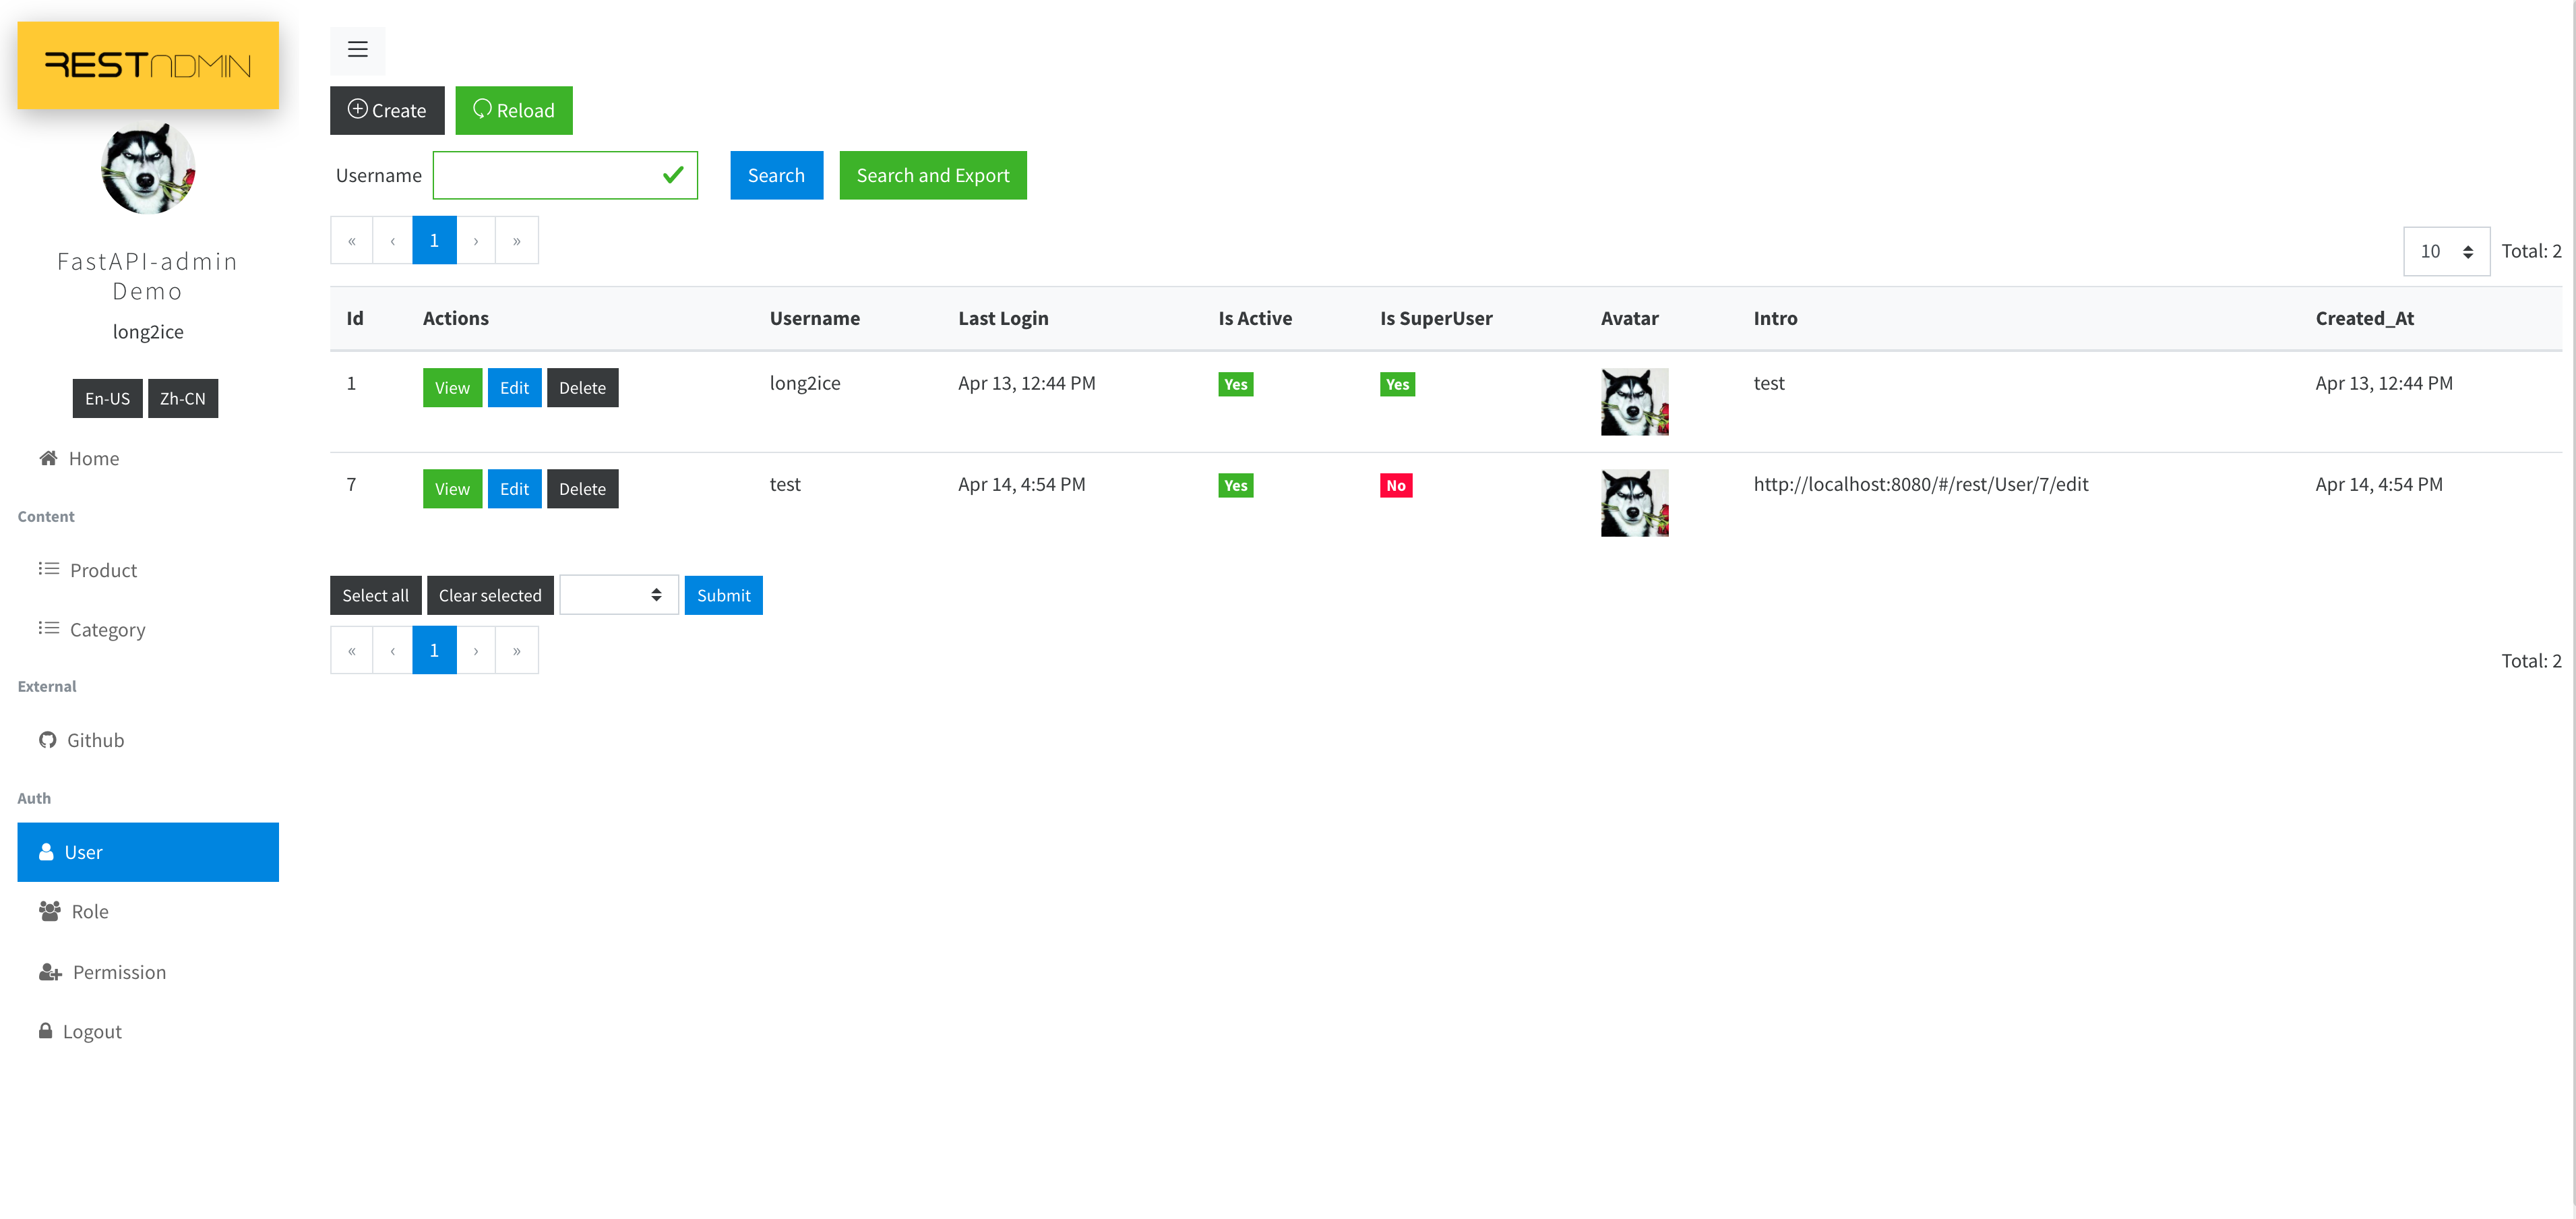 RESTADMIN
FastAPI-admin
Demo
long2ice
En-US Zh-CN
Home
Content
Product
Category
External
Github
Auth
User
Role
Permission
Logout
Create Reload
Username Search Search and Export
« ‹ 1 › »
10 Total: 2
Id Actions Username Last Login Is Active Is SuperUser Avatar Intro Created_At
1 View Edit Delete long2ice Apr 13, 12:44 PM Yes Yes test Apr 13, 12:44 PM
7 View Edit Delete test Apr 14, 4:54 PM Yes No http://localhost:8080/#/rest/User/7/edit Apr 14, 4:54 PM
Select all Clear selected Submit
« ‹ 1 › »
Total: 2